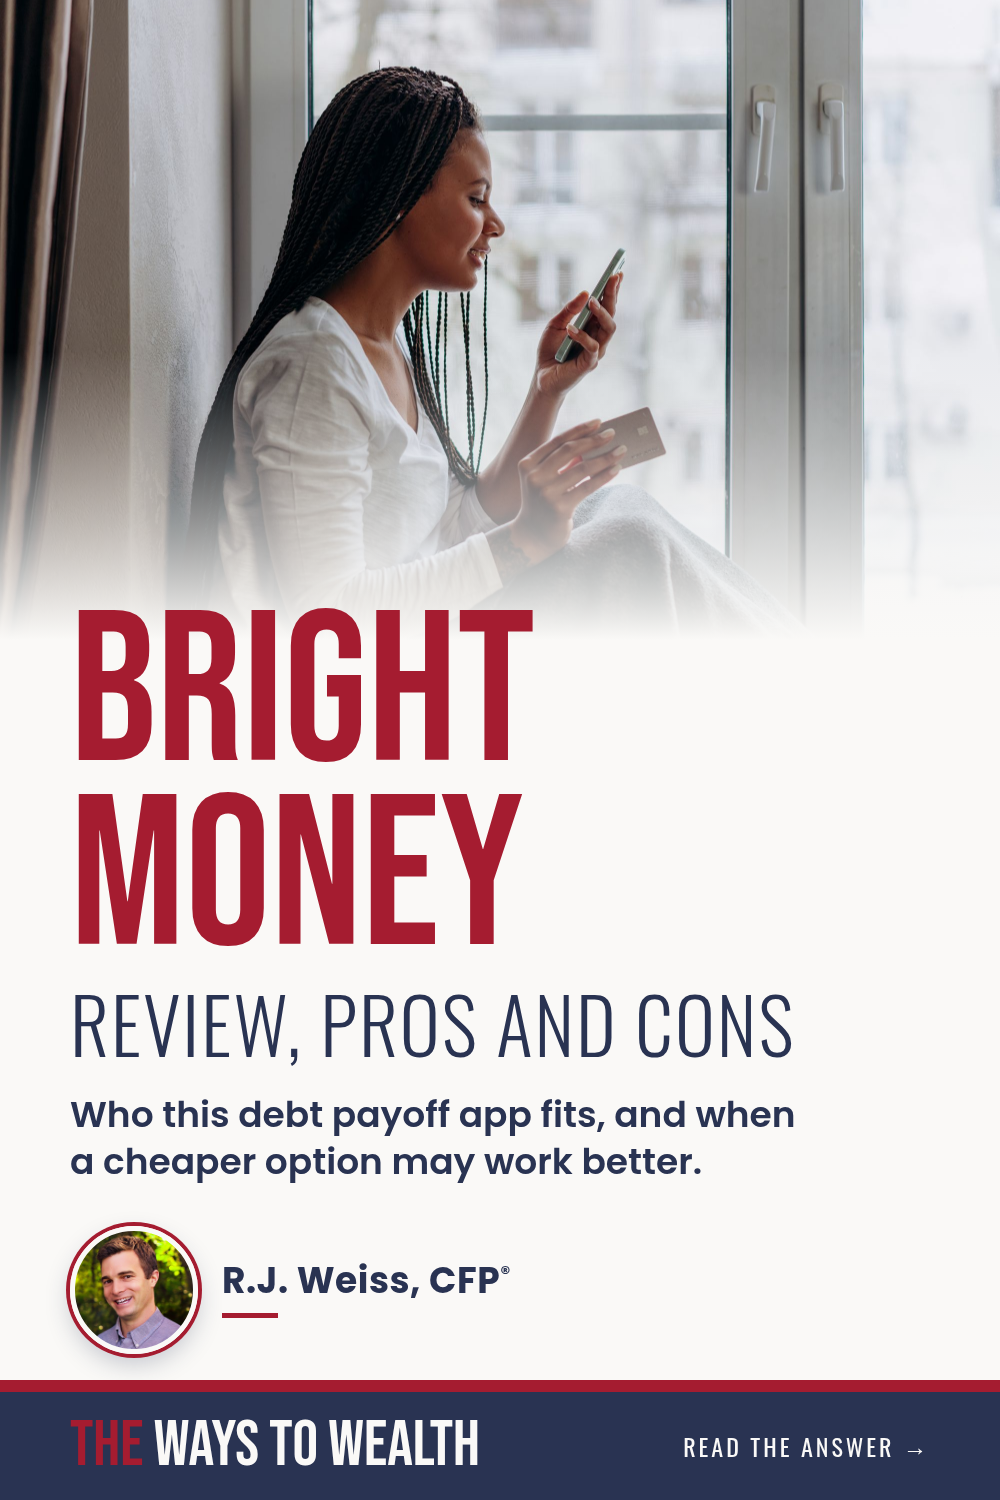 BRIGHT
MONEY
REVIEW, PROS AND CONS
Who this debt payoff app fits, and when
a cheaper option may work better.
R.J. Weiss, CFP®
THE WAYS TO WEALTH
READ THE ANSWER →